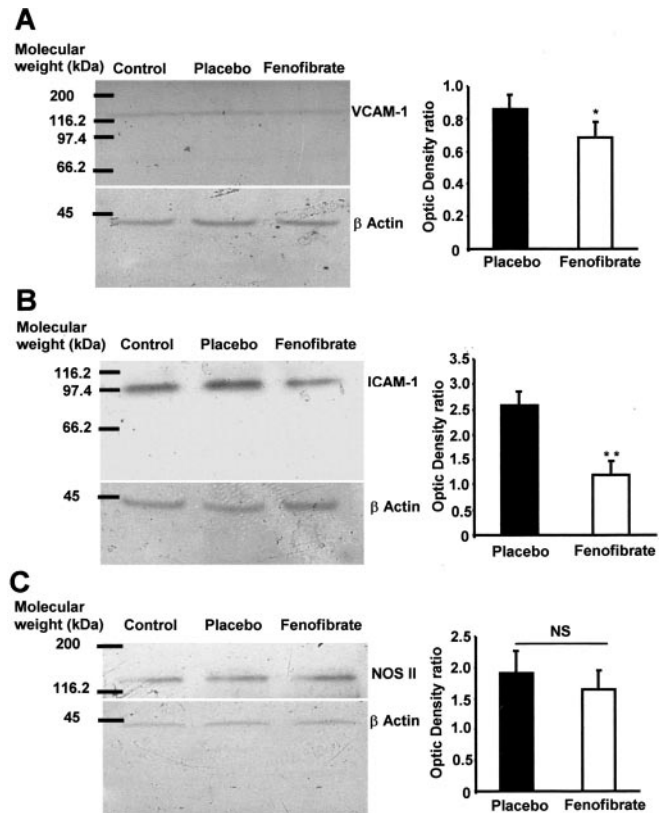 A
Molecular
weight (kDa)
Control Placebo Fenofibrate
200
116.2
97.4
66.2
45
VCAM-1
β Actin
Optic Density ratio
1.0
0.8
0.6
0.4
0.2
0
*
Placebo Fenofibrate
B
Molecular
weight (kDa)
Control Placebo Fenofibrate
116.2
97.4
66.2
45
ICAM-1
β Actin
Optic Density ratio
3.5
3.0
2.5
2.0
1.5
1.0
0.5
0
**
Placebo Fenofibrate
C
Molecular
weight (kDa)
Control Placebo Fenofibrate
200
116.2
45
NOS II
β Actin
Optic Density ratio
2.5
2.0
1.5
1.0
0.5
0
NS
Placebo Fenofibrate